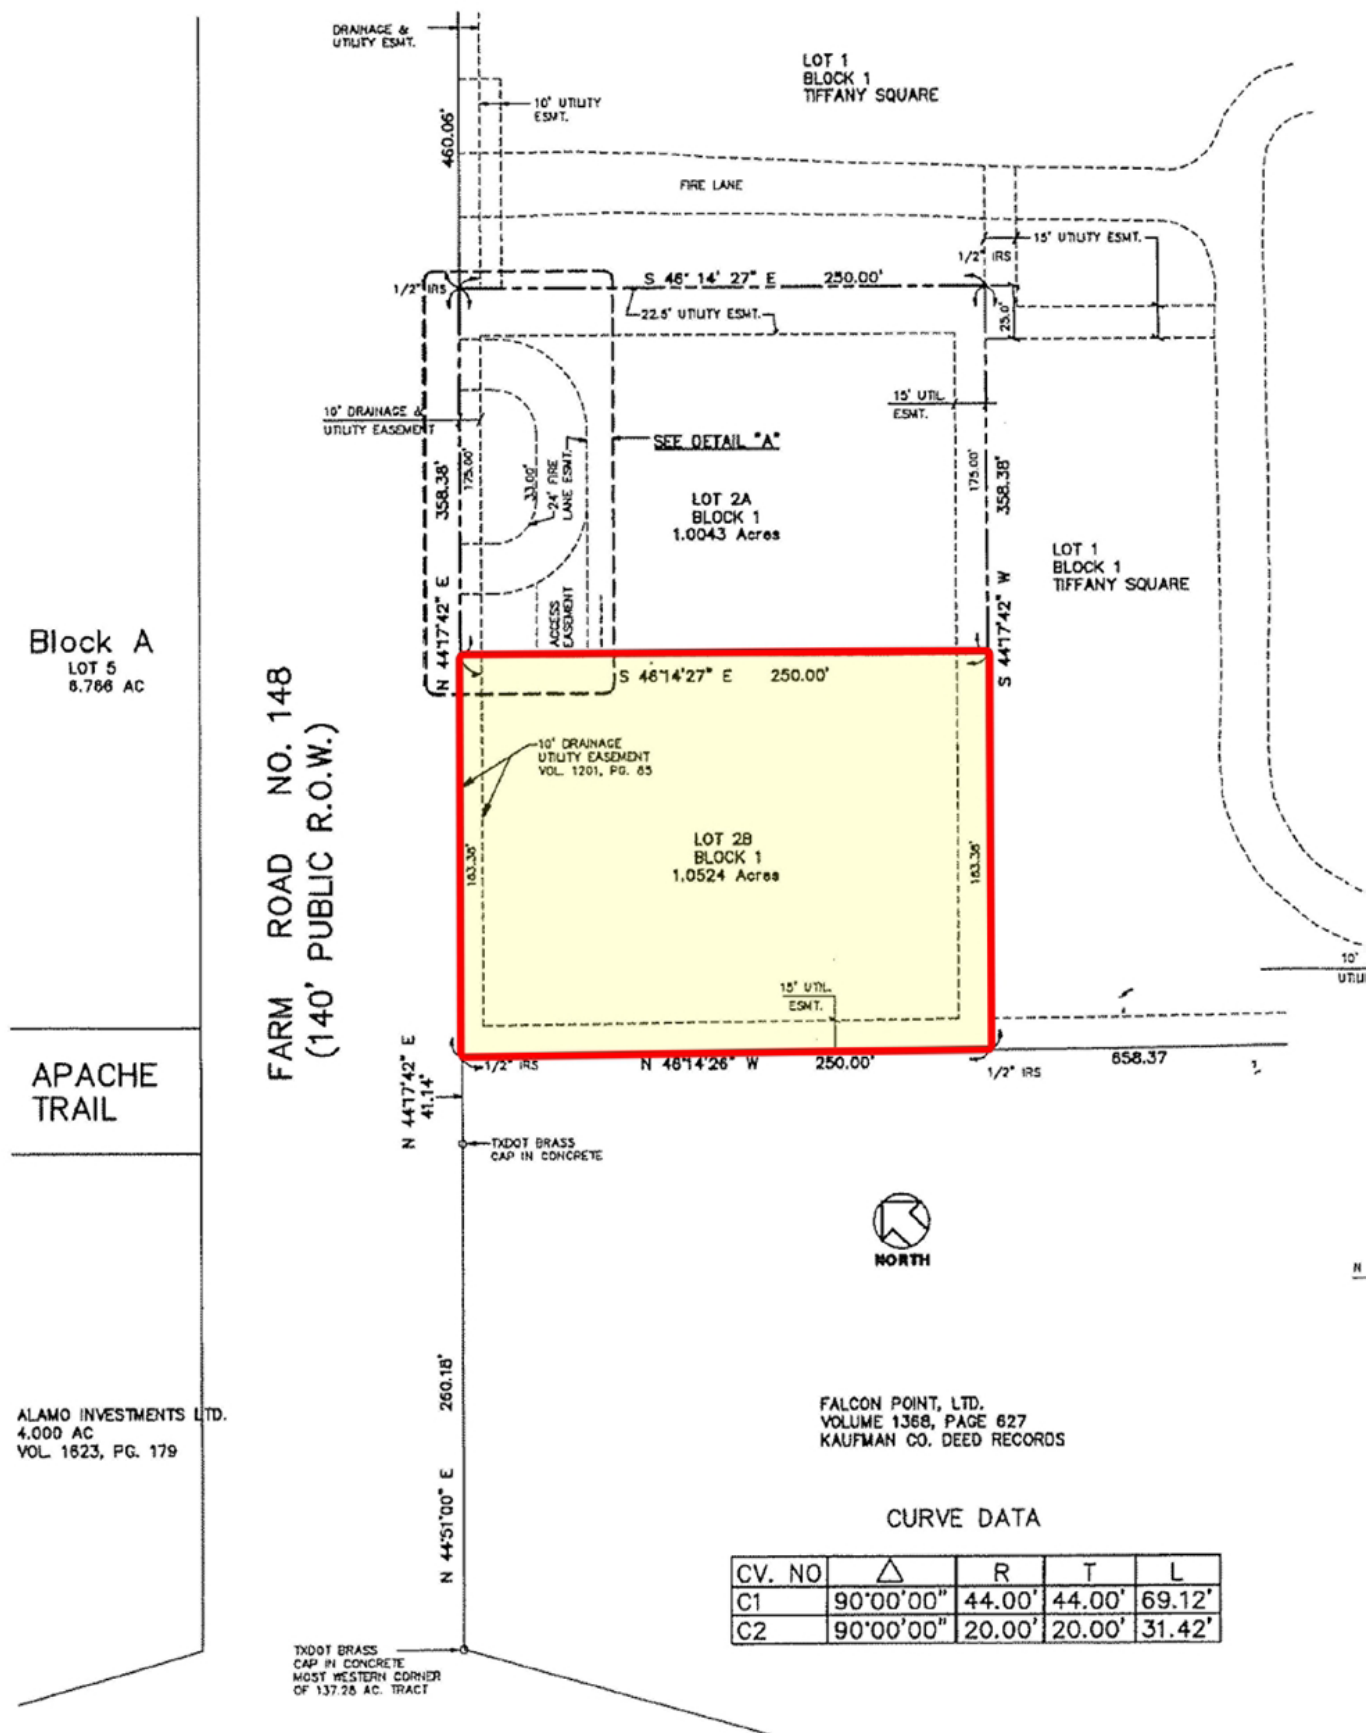 DRAINAGE &
UTILITY ESMT.
LOT 1
BLOCK 1
TIFFANY SQUARE
10' UTILITY
ESMT.
460.06'
FIRE LANE
15' UTILITY ESMT.
1/2" IRS
1/2" IRS
S 46° 14' 27" E 250.00'
22.5' UTILITY ESMT.
25.0'
15' UTIL.
ESMT.
10' DRAINAGE &
UTILITY EASEMENT
SEE DETAIL "A"
N 44°17'42" E 358.38'
175.00'
33.00'
24' FIRE
LANE ESMT.
LOT 2A
BLOCK 1
1.0043 Acres
175.00'
S 44°17'42" W 358.38'
LOT 1
BLOCK 1
TIFFANY SQUARE
ACCESS
EASEMENT
Block A
LOT 5
6.766 AC
S 46°14'27" E 250.00'
FARM ROAD NO. 148
(140' PUBLIC R.O.W.)
10' DRAINAGE
UTILITY EASEMENT
VOL. 1201, PG. 85
183.38'
LOT 2B
BLOCK 1
1.0524 Acres
183.38'
10'
15' UTIL.
ESMT.
APACHE
TRAIL
N 44°17'42" E
41.14'
1/2" IRS
N 46°14'26" W 250.00'
1/2" IRS
658.37
TXDOT BRASS
CAP IN CONCRETE
NORTH
N
N 44°51'00" E 260.18'
ALAMO INVESTMENTS LTD.
4.000 AC
VOL. 1623, PG. 179
FALCON POINT, LTD.
VOLUME 1368, PAGE 627
KAUFMAN CO. DEED RECORDS
CURVE DATA
CV. NO △ R T L
C1 90°00'00" 44.00' 44.00' 69.12'
C2 90°00'00" 20.00' 20.00' 31.42'
TXDOT BRASS
CAP IN CONCRETE
MOST WESTERN CORNER
OF 137.28 AC. TRACT